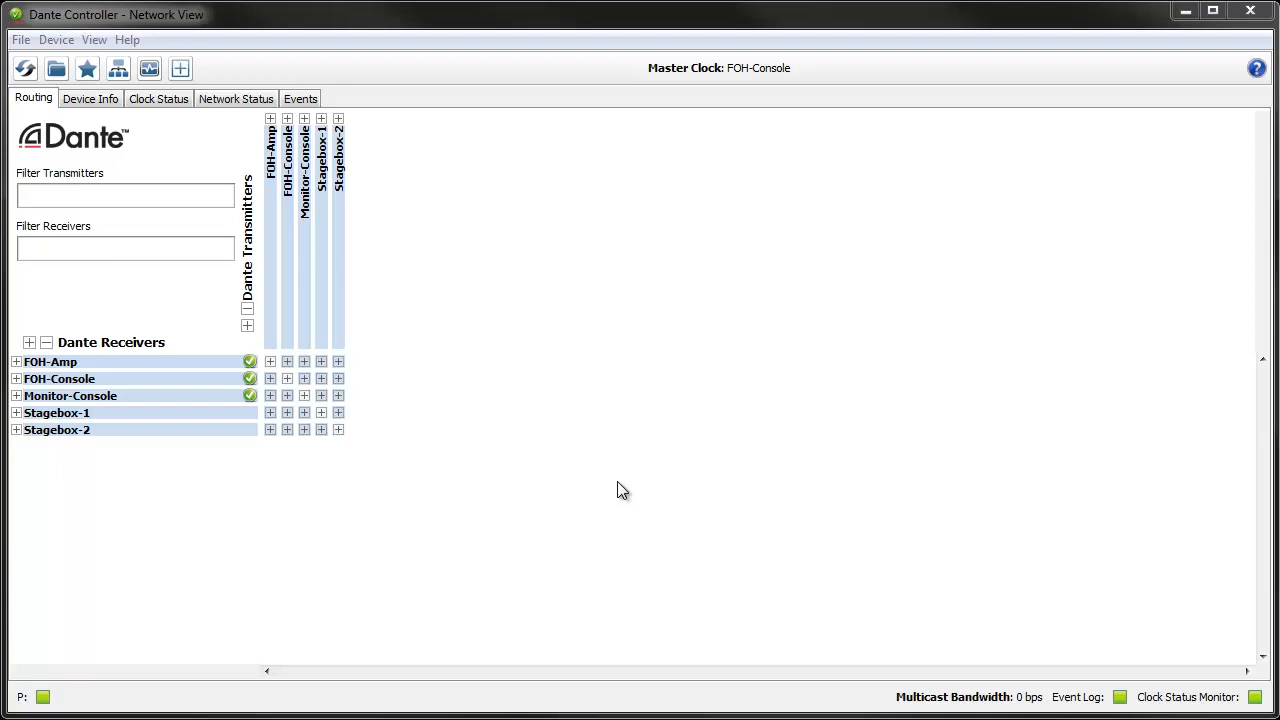 Dante Controller - Network View
File Device View Help
Master Clock: FOH-Console
Routing Device Info Clock Status Network Status Events
Dante™
Filter Transmitters
Filter Receivers
Dante Transmitters
FOH-Amp
FOH-Console
Monitor-Console
Stagebox-1
Stagebox-2
Dante Receivers
FOH-Amp
FOH-Console
Monitor-Console
Stagebox-1
Stagebox-2
P: Multicast Bandwidth: 0 bps Event Log: Clock Status Monitor: